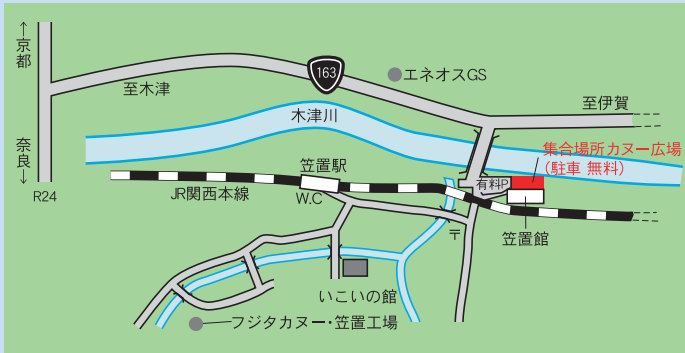 ←京都
奈良→
R24
至木津
163
エネオスGS
至伊賀
木津川
集合場所カヌー広場
（駐車 無料）
笠置駅
有料P
JR関西本線
W.C
〒
笠置館
いこいの館
フジタカヌー・笠置工場